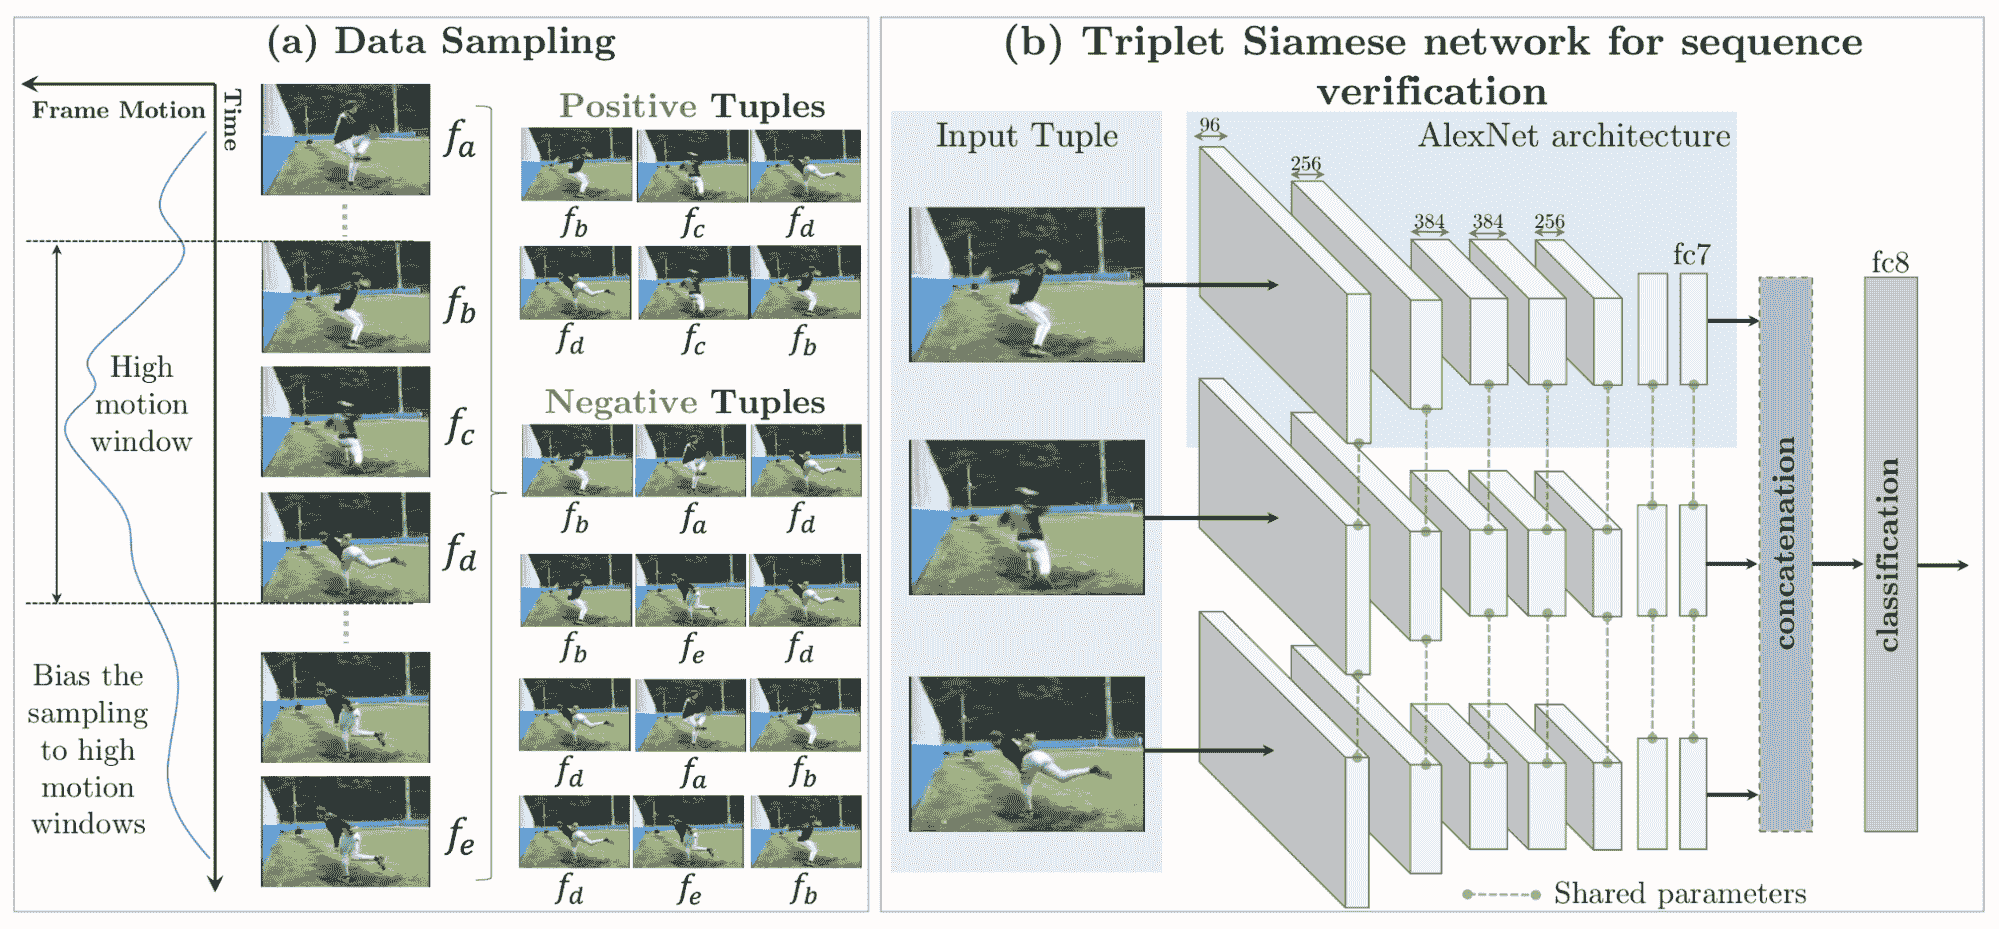 (a) Data Sampling
Frame Motion
Time
High
motion
window
Bias the
sampling
to high
motion
windows
f_a
f_b
f_c
f_d
f_e
Positive Tuples
f_b f_c f_d
f_d f_c f_b
Negative Tuples
f_b f_a f_d
f_b f_e f_d
f_d f_a f_b
f_d f_e f_b
(b) Triplet Siamese network for sequence
verification
Input Tuple
AlexNet architecture
96
256
384
384
256
fc7
fc8
concatenation
classification
Shared parameters